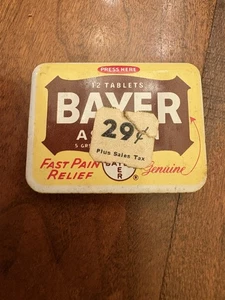 PRESS HERE
12 TABLETS
BAYER
29¢
Plus Sales Tax
FAST PAIN
RELIEF
Genuine
BAYER
®